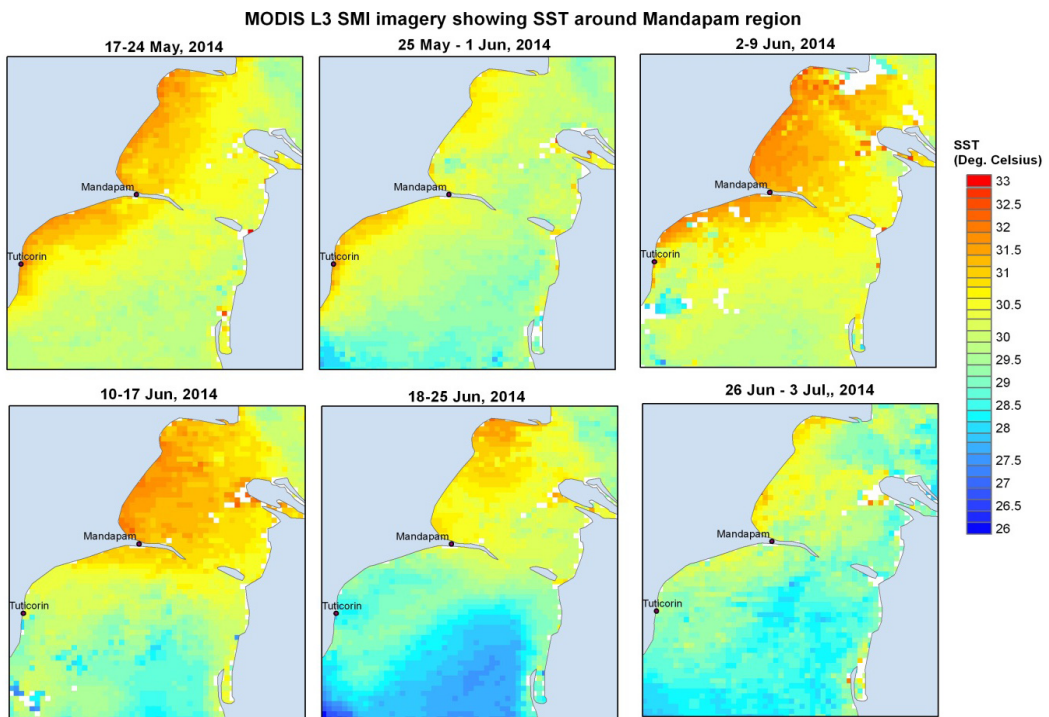 MODIS L3 SMI imagery showing SST around Mandapam region
17-24 May, 2014
25 May - 1 Jun, 2014
2-9 Jun, 2014
Mandapam
Tuticorin
Mandapam
Tuticorin
Mandapam
Tuticorin
SST
(Deg. Celsius)
33
32.5
32
31.5
31
30.5
30
29.5
29
28.5
28
27.5
27
26.5
26
10-17 Jun, 2014
18-25 Jun, 2014
26 Jun - 3 Jul,, 2014
Mandapam
Tuticorin
Mandapam
Tuticorin
Mandapam
Tuticorin